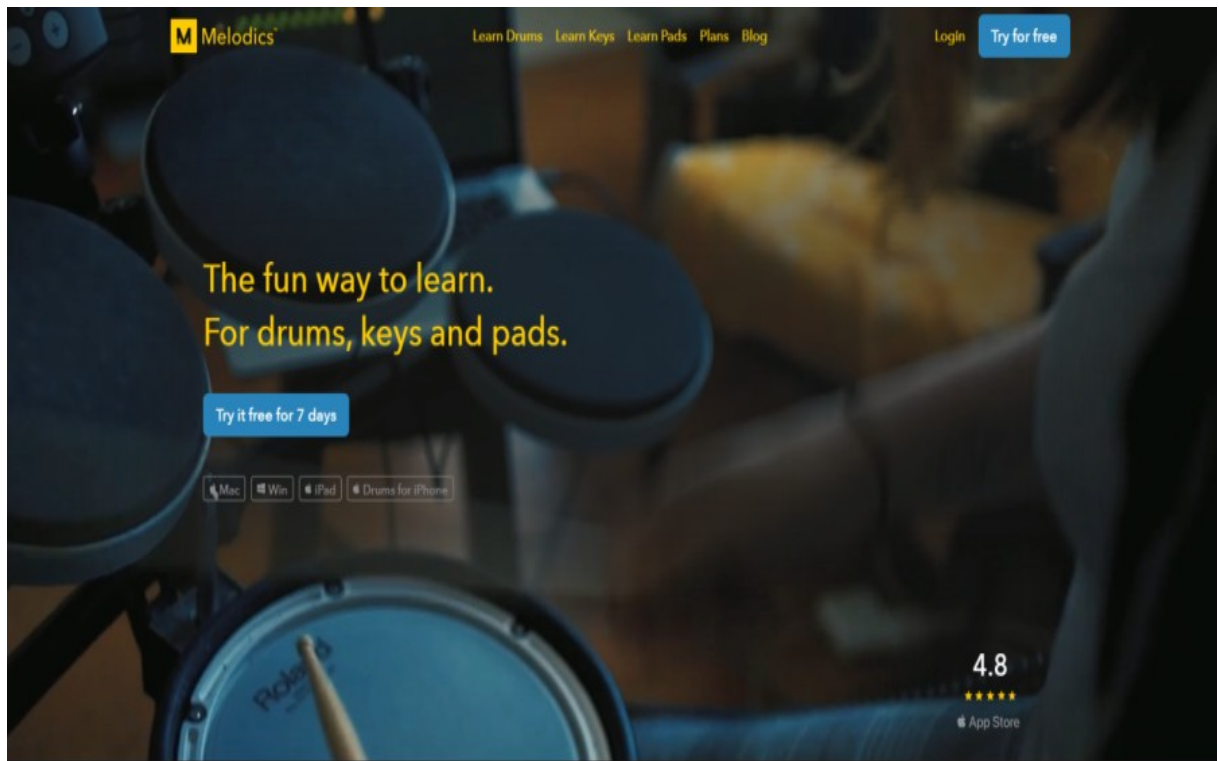 M Melodics
Learn Drums Learn Keys Learn Pads Plans Blog
Login Try for free
The fun way to learn.
For drums, keys and pads.
Try it free for 7 days
Mac Win iPad Drums for iPhone
Roland
4.8
App Store